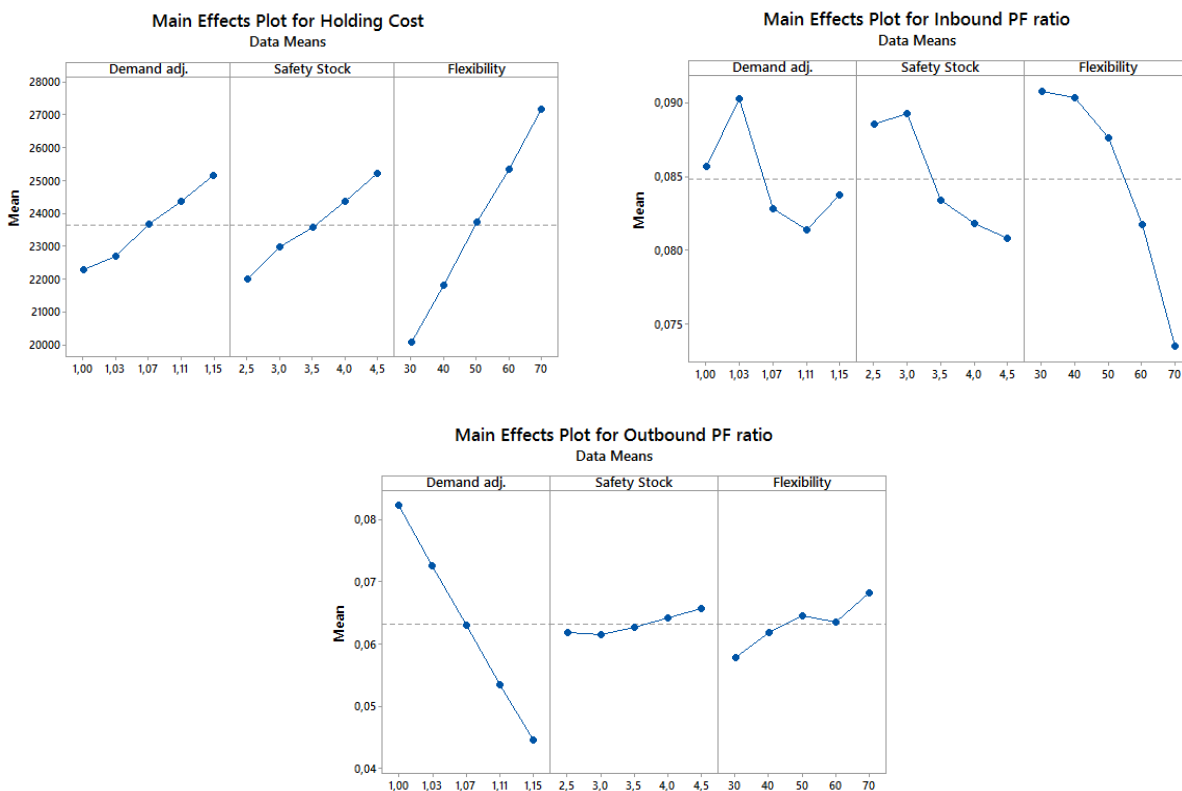 Main Effects Plot for Holding Cost
Data Means
Demand adj. Safety Stock Flexibility
28000
27000
26000
25000
24000
23000
22000
21000
20000
Mean
1,00 1,03 1,07 1,11 1,15 2,5 3,0 3,5 4,0 4,5 30 40 50 60 70
Main Effects Plot for Inbound PF ratio
Data Means
Demand adj. Safety Stock Flexibility
0,090
0,085
0,080
0,075
Mean
1,00 1,03 1,07 1,11 1,15 2,5 3,0 3,5 4,0 4,5 30 40 50 60 70
Main Effects Plot for Outbound PF ratio
Data Means
Demand adj. Safety Stock Flexibility
0,08
0,07
0,06
0,05
0,04
Mean
1,00 1,03 1,07 1,11 1,15 2,5 3,0 3,5 4,0 4,5 30 40 50 60 70